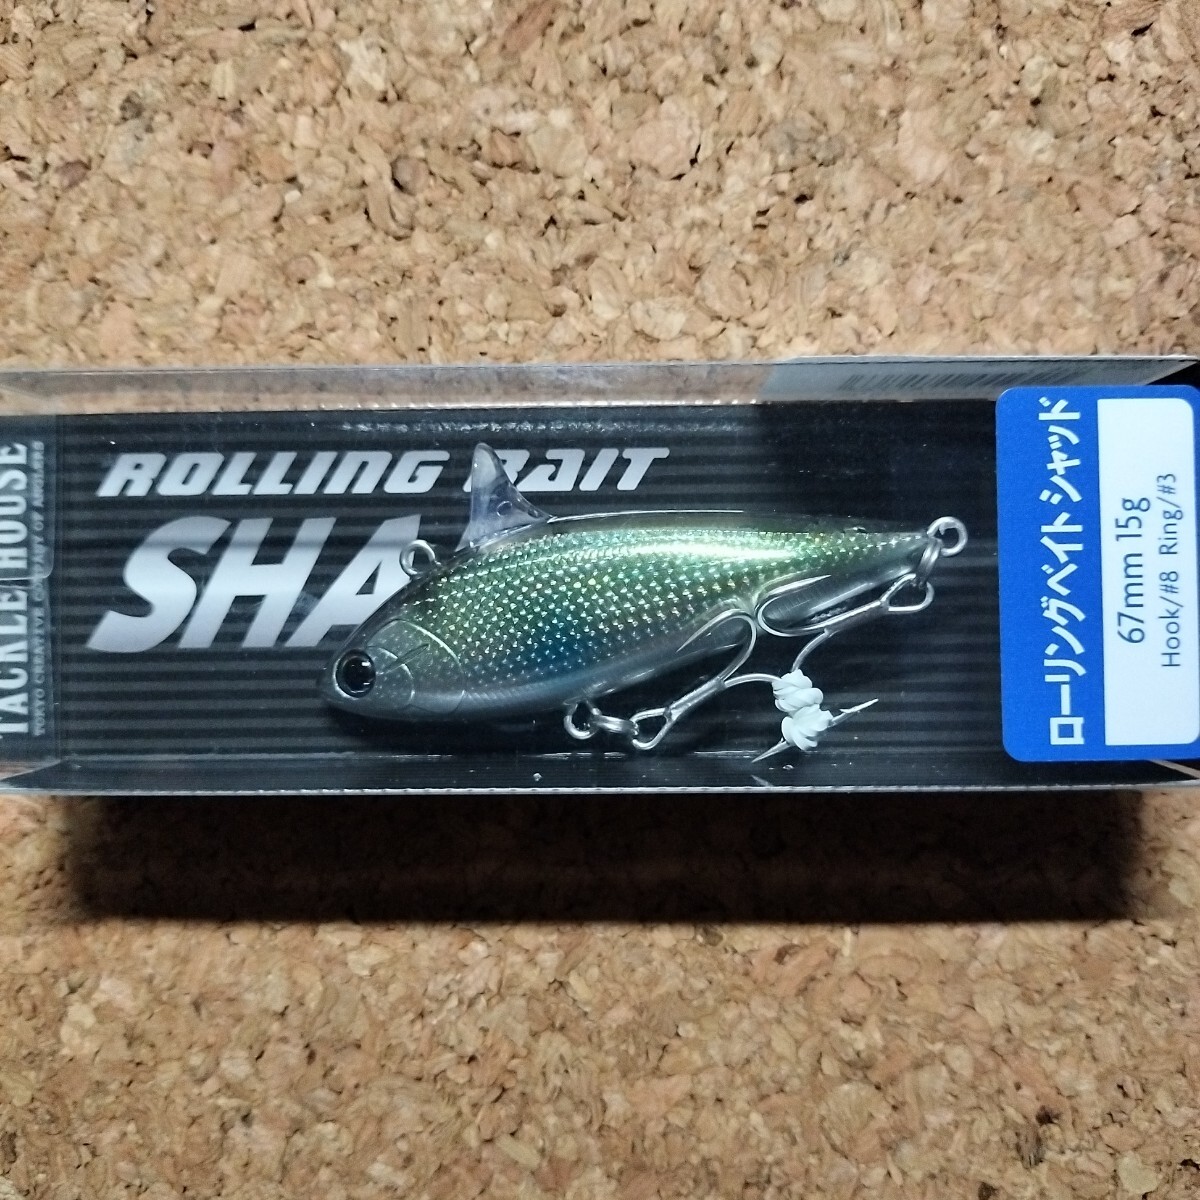 TACKLE HOUSE
TOYO CREATIVE COMPANY OF ANGLERS
ROLLING BAIT
SHA
ローリングベイト シャッド
67mm 15g
Hook/#8 Ring/#3